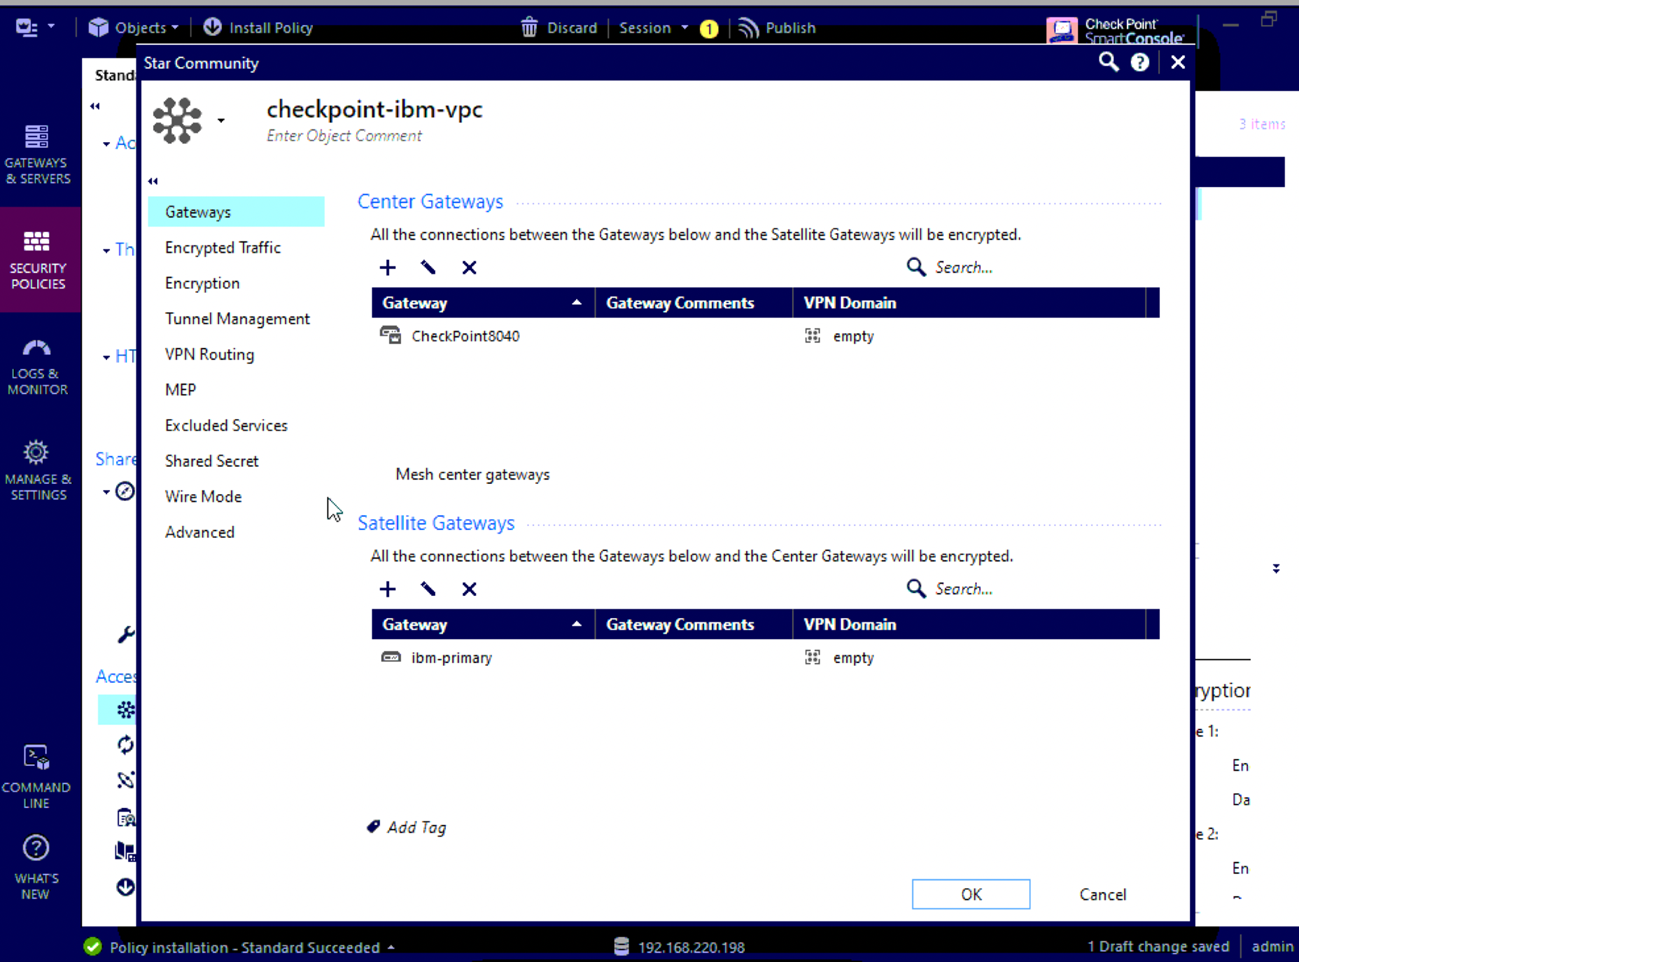 Objects
Install Policy
Discard
Session
1
Publish
Check Point
SmartConsole
Star Community
?
Stand
checkpoint-ibm-vpc
Enter Object Comment
3 items
GATEWAYS
& SERVERS
SECURITY
POLICIES
LOGS &
MONITOR
MANAGE &
SETTINGS
COMMAND
LINE
WHAT'S
NEW
Ac
Th
HT
Share
Acces
Gateways
Encrypted Traffic
Encryption
Tunnel Management
VPN Routing
MEP
Excluded Services
Shared Secret
Wire Mode
Advanced
Center Gateways
All the connections between the Gateways below and the Satellite Gateways will be encrypted.
Search...
Gateway
Gateway Comments
VPN Domain
CheckPoint8040
empty
Mesh center gateways
Satellite Gateways
All the connections between the Gateways below and the Center Gateways will be encrypted.
Search...
Gateway
Gateway Comments
VPN Domain
ibm-primary
empty
Add Tag
OK
Cancel
ryption
e 1:
En
Da
e 2:
En
Policy installation - Standard Succeeded
192.168.220.198
1 Draft change saved
admin